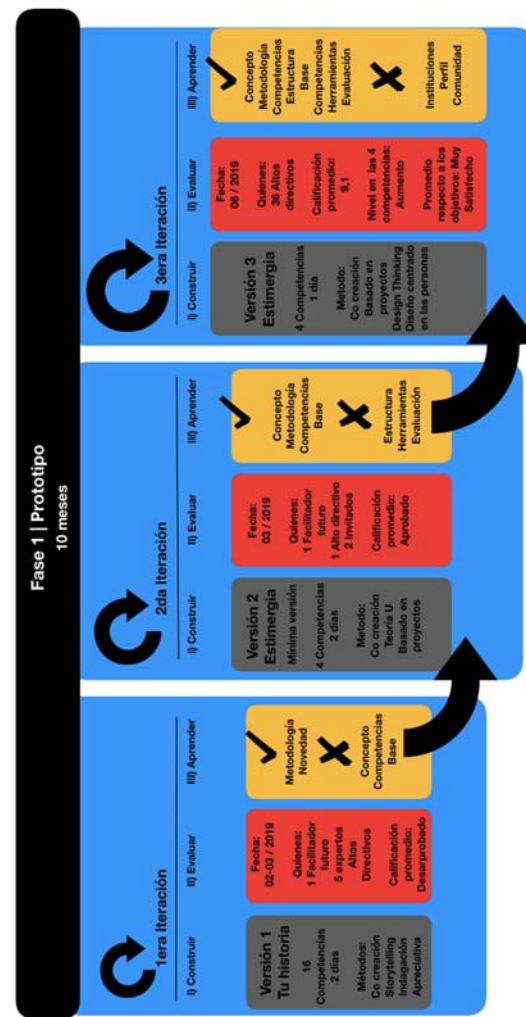 Fase 1 | Prototipo
10 meses
1era Iteración
I) Construir
II) Evaluar
III) Aprender
Versión 1
Tu historia
16
Competencias
2 días
Métodos:
Co creación
Storytelling
Indagación
Apreciativa
Fecha:
02-03 / 2019
Quienes:
1 Facilitador
futuro
5 expertos
Altos
Directivos
Calificación
promedio:
Desarprobado
Metodología
Novedad
Concepto
Competencias
Base
2da Iteración
I) Construir
II) Evaluar
III) Aprender
Versión 2
Estimergia
Mínima versión
4 Competencias
2 días
Metodo:
Co creación
Teoría U
Basado en
proyectos
Fecha:
03 / 2019
Quienes:
1 Facilitador
futuro
1 Alto directivo
2 Invitados
Calificación
promedio:
Aprobado
Concepto
Metodología
Competencias
Base
Estructura
Herramientas
Evaluación
3era Iteración
I) Construir
II) Evaluar
III) Aprender
Versión 3
Estimergia
4 Competencias
1 día
Metodo:
Co creación
Basado en
proyectos
Design Thinking
Diseño centrado
en las personas
Fecha:
06 / 2019
Quienes:
36 Altos
directivos
Calificación
promedio:
9,1
Nivel en las 4
competencias:
Aumento
Promedio
respecto a los
objetivos: Muy
Satisfecho
Concepto
Metodología
Competencias
Estructura
Base
Competencias
Herramientas
Evaluación
Instituciones
Perfil
Comunidad